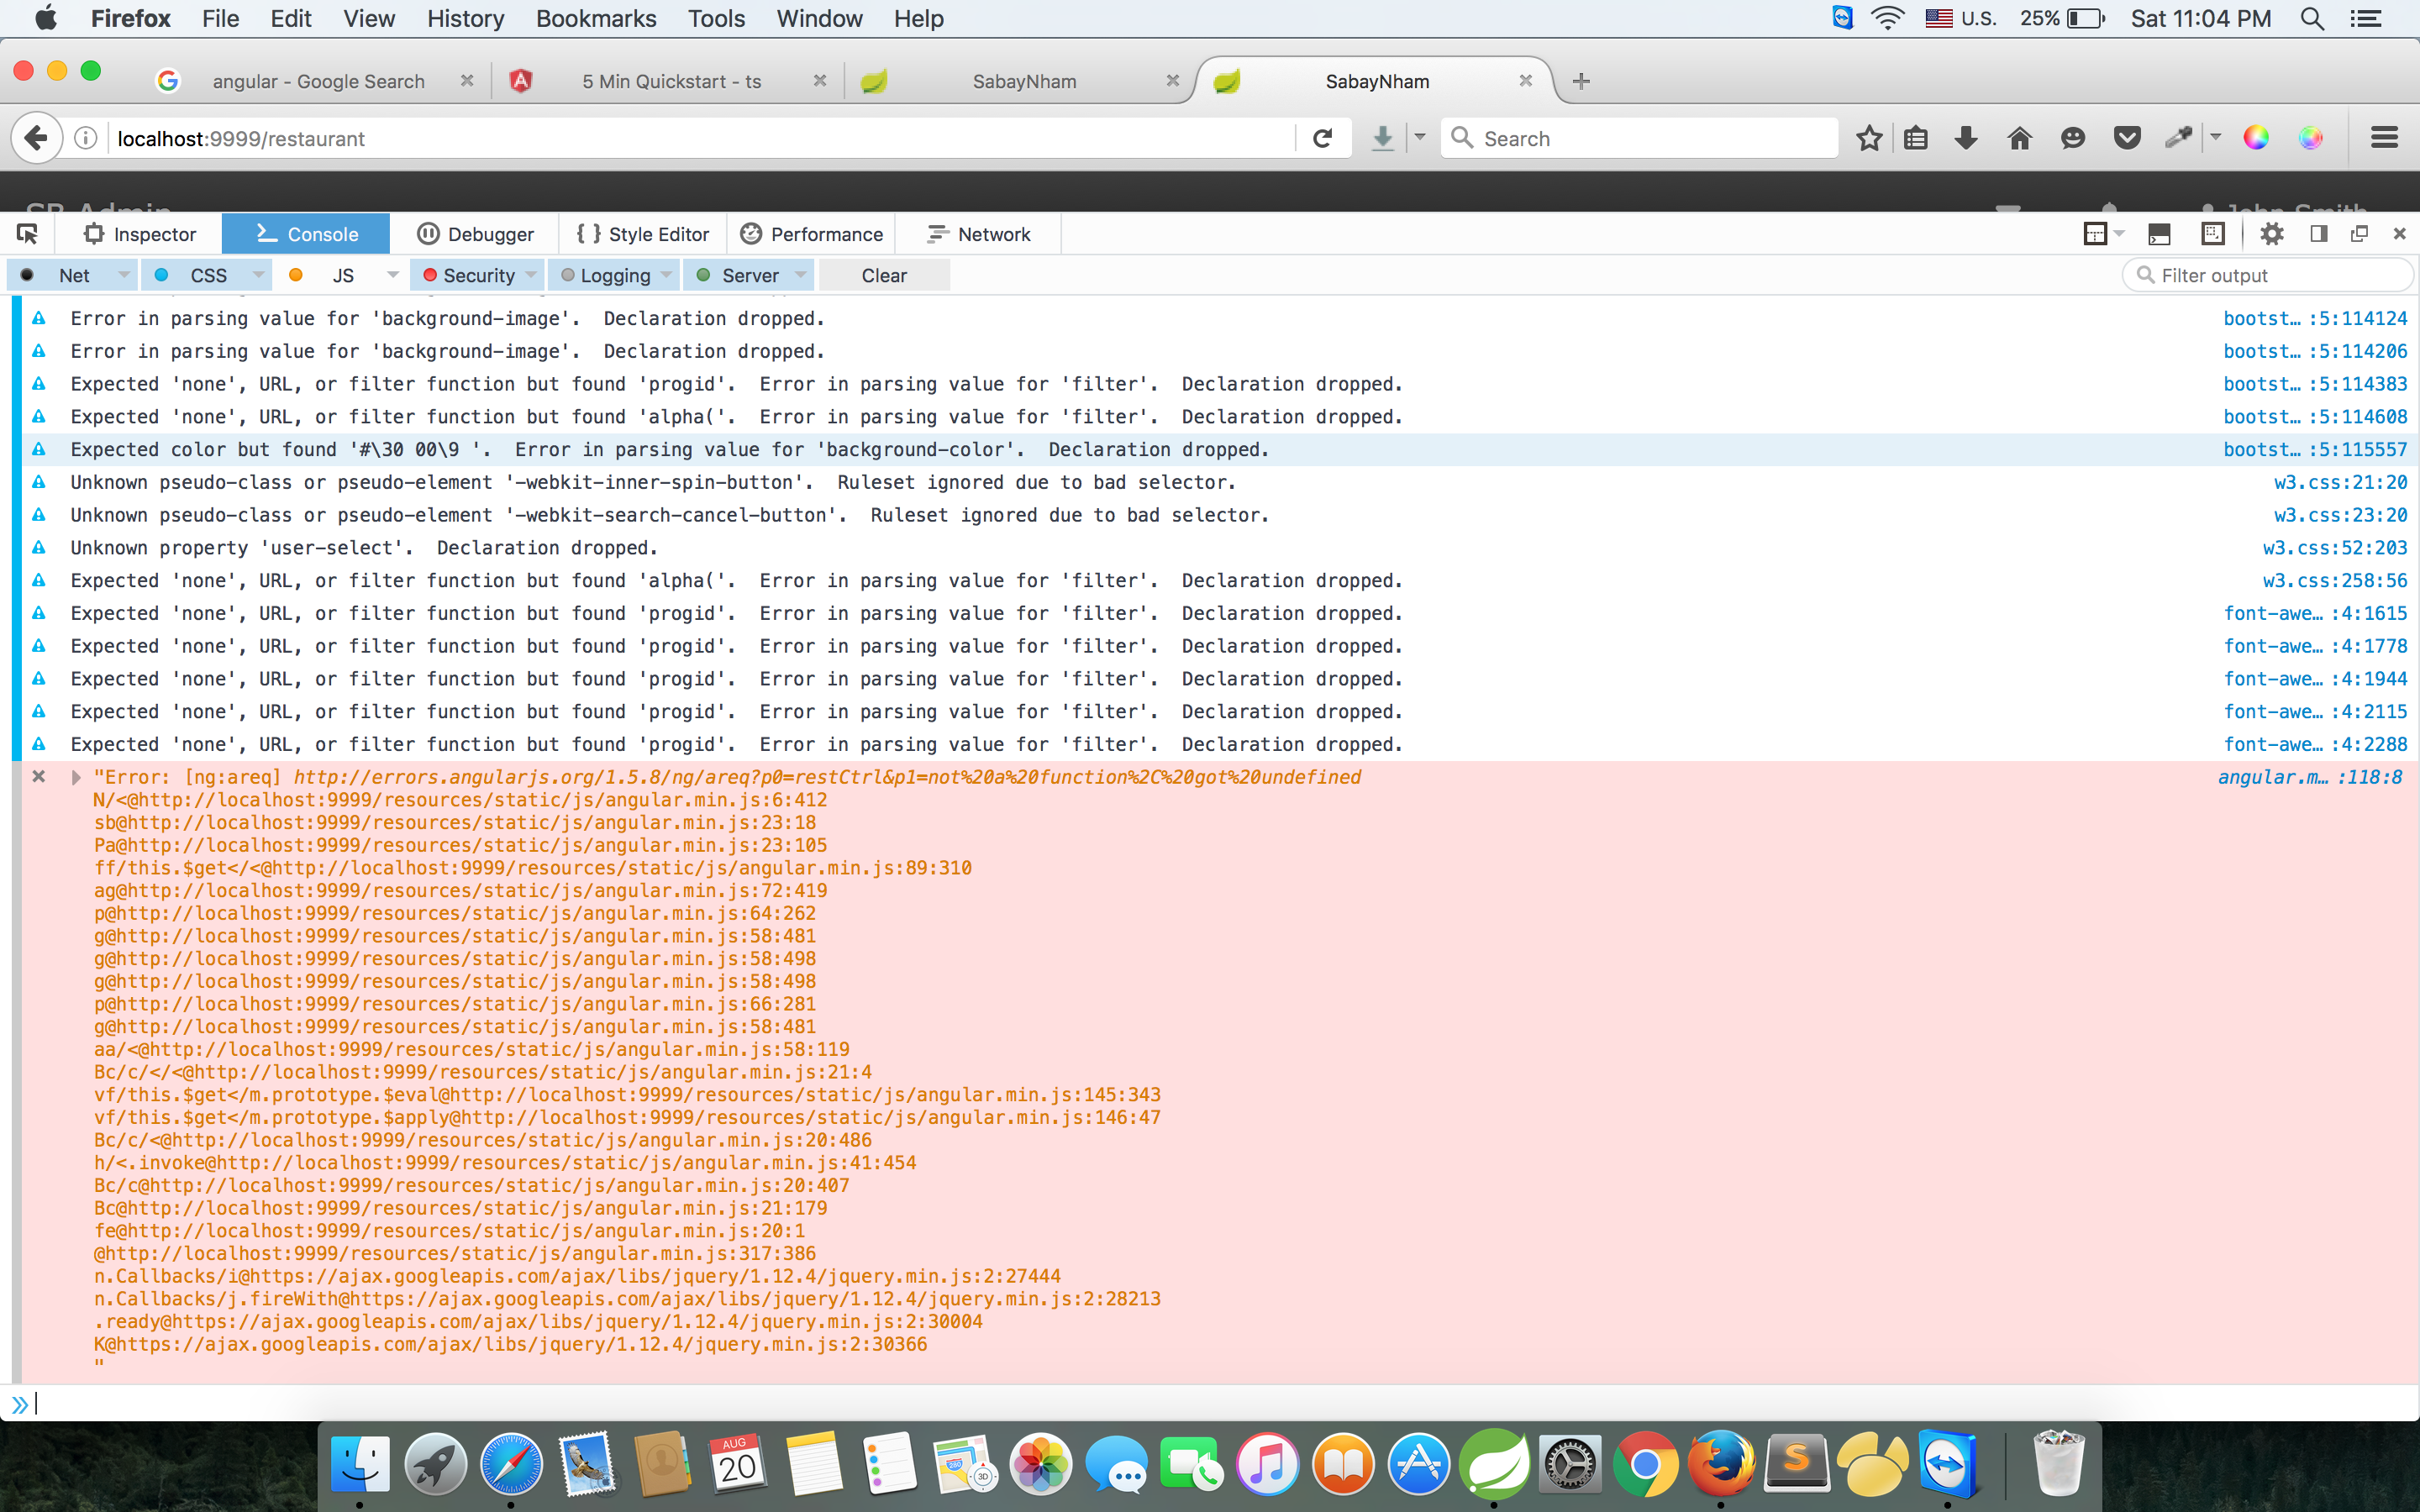 Firefox File Edit View History Bookmarks Tools Window Help U.S. 25% Sat 11:04 PM
angular - Google Search 5 Min Quickstart - ts SabayNham SabayNham
localhost:9999/restaurant Search
SB Admin John Smith
Inspector Console Debugger { } Style Editor Performance Network
Net CSS JS Security Logging Server Clear Filter output
Error in parsing value for 'background-image'.  Declaration dropped. bootst… :5:114124
Error in parsing value for 'background-image'.  Declaration dropped. bootst… :5:114206
Expected 'none', URL, or filter function but found 'progid'.  Error in parsing value for 'filter'.  Declaration dropped. bootst… :5:114383
Expected 'none', URL, or filter function but found 'alpha('.  Error in parsing value for 'filter'.  Declaration dropped. bootst… :5:114608
Expected color but found '#\30 00\9 '.  Error in parsing value for 'background-color'.  Declaration dropped. bootst… :5:115557
Unknown pseudo-class or pseudo-element '-webkit-inner-spin-button'.  Ruleset ignored due to bad selector. w3.css:21:20
Unknown pseudo-class or pseudo-element '-webkit-search-cancel-button'.  Ruleset ignored due to bad selector. w3.css:23:20
Unknown property 'user-select'.  Declaration dropped. w3.css:52:203
Expected 'none', URL, or filter function but found 'alpha('.  Error in parsing value for 'filter'.  Declaration dropped. w3.css:258:56
Expected 'none', URL, or filter function but found 'progid'.  Error in parsing value for 'filter'.  Declaration dropped. font-awe… :4:1615
Expected 'none', URL, or filter function but found 'progid'.  Error in parsing value for 'filter'.  Declaration dropped. font-awe… :4:1778
Expected 'none', URL, or filter function but found 'progid'.  Error in parsing value for 'filter'.  Declaration dropped. font-awe… :4:1944
Expected 'none', URL, or filter function but found 'progid'.  Error in parsing value for 'filter'.  Declaration dropped. font-awe… :4:2115
Expected 'none', URL, or filter function but found 'progid'.  Error in parsing value for 'filter'.  Declaration dropped. font-awe… :4:2288
"Error: [ng:areq] http://errors.angularjs.org/1.5.8/ng/areq?p0=restCtrl&p1=not%20a%20function%2C%20got%20undefined angular.m… :118:8
N/<@http://localhost:9999/resources/static/js/angular.min.js:6:412
sb@http://localhost:9999/resources/static/js/angular.min.js:23:18
Pa@http://localhost:9999/resources/static/js/angular.min.js:23:105
ff/this.$get</<@http://localhost:9999/resources/static/js/angular.min.js:89:310
ag@http://localhost:9999/resources/static/js/angular.min.js:72:419
p@http://localhost:9999/resources/static/js/angular.min.js:64:262
g@http://localhost:9999/resources/static/js/angular.min.js:58:481
g@http://localhost:9999/resources/static/js/angular.min.js:58:498
g@http://localhost:9999/resources/static/js/angular.min.js:58:498
p@http://localhost:9999/resources/static/js/angular.min.js:66:281
g@http://localhost:9999/resources/static/js/angular.min.js:58:481
aa/<@http://localhost:9999/resources/static/js/angular.min.js:58:119
Bc/c/</<@http://localhost:9999/resources/static/js/angular.min.js:21:4
vf/this.$get</m.prototype.$eval@http://localhost:9999/resources/static/js/angular.min.js:145:343
vf/this.$get</m.prototype.$apply@http://localhost:9999/resources/static/js/angular.min.js:146:47
Bc/c/<@http://localhost:9999/resources/static/js/angular.min.js:20:486
h/<.invoke@http://localhost:9999/resources/static/js/angular.min.js:41:454
Bc/c@http://localhost:9999/resources/static/js/angular.min.js:20:407
Bc@http://localhost:9999/resources/static/js/angular.min.js:21:179
fe@http://localhost:9999/resources/static/js/angular.min.js:20:1
@http://localhost:9999/resources/static/js/angular.min.js:317:386
n.Callbacks/i@https://ajax.googleapis.com/ajax/libs/jquery/1.12.4/jquery.min.js:2:27444
n.Callbacks/j.fireWith@https://ajax.googleapis.com/ajax/libs/jquery/1.12.4/jquery.min.js:2:28213
.ready@https://ajax.googleapis.com/ajax/libs/jquery/1.12.4/jquery.min.js:2:30004
K@https://ajax.googleapis.com/ajax/libs/jquery/1.12.4/jquery.min.js:2:30366
"
AUG
20
280
3D
S